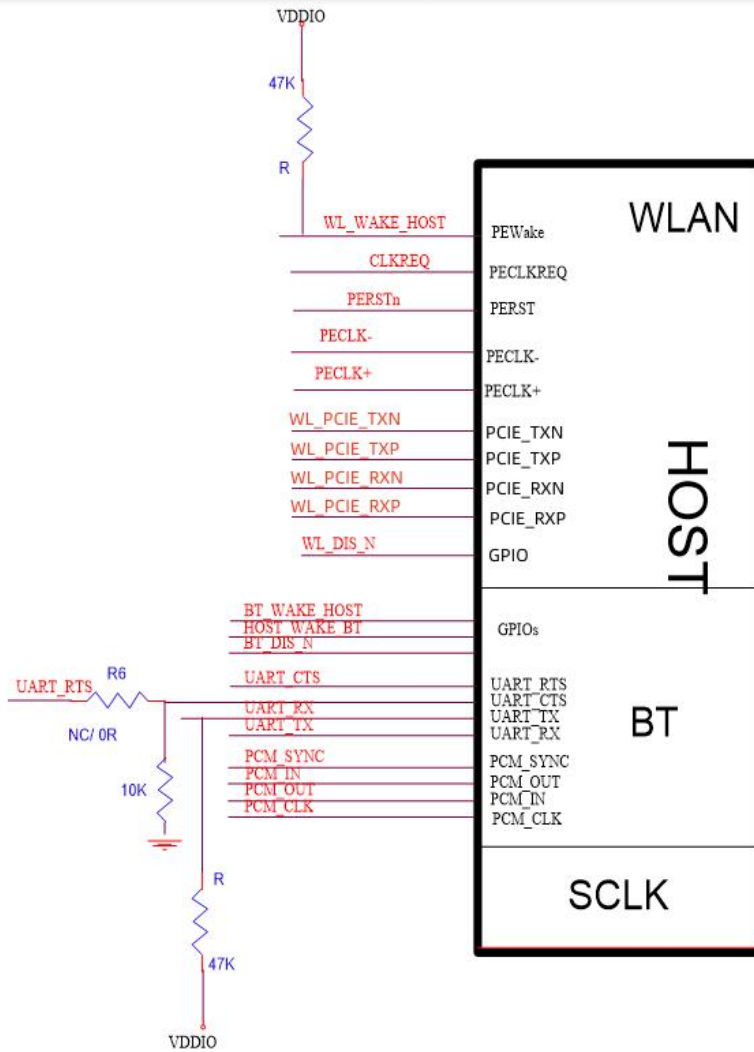 VDDIO
47K
R
WLAN
WL_WAKE_HOST
PEWake
CLKREQ
PECLKREQ
PERSTn
PERST
PECLK-
PECLK-
PECLK+
PECLK+
WL_PCIE_TXN
PCIE_TXN
WL_PCIE_TXP
PCIE_TXP
WL_PCIE_RXN
PCIE_RXN
WL_PCIE_RXP
PCIE_RXP
HOST
WL_DIS_N
GPIO
BT_WAKE_HOST
HOST_WAKE_BT
BT_DIS_N
GPIOs
UART_RTS
R6
NC/ 0R
10K
UART_CTS
UART_RTS
UART_CTS
UART_RX
UART_TX
UART_TX
UART_RX
BT
PCM_SYNC
PCM_SYNC
PCM_IN
PCM_OUT
PCM_OUT
PCM_IN
PCM_CLK
PCM_CLK
SCLK
R
47K
VDDIO